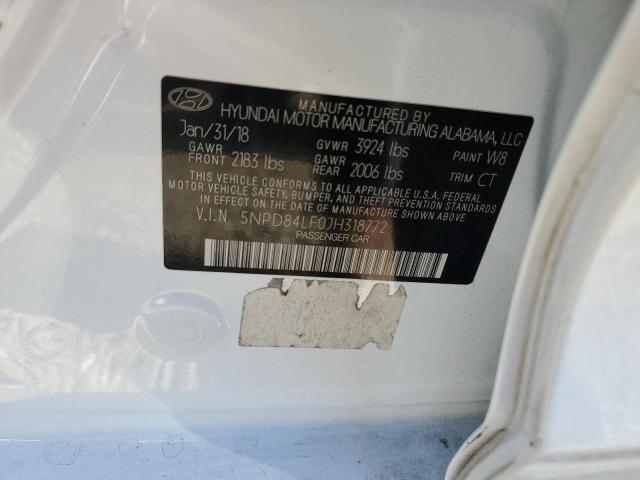 MANUFACTURED BY
HYUNDAI MOTOR MANUFACTURING ALABAMA, LLC
Jan/31/18 GVWR 3924 lbs PAINT W8
GAWR FRONT 2183 lbs GAWR REAR 2006 lbs TRIM CT
THIS VEHICLE CONFORMS TO ALL APPLICABLE U.S.A. FEDERAL
MOTOR VEHICLE SAFETY, BUMPER, AND THEFT PREVENTION STANDARDS
IN EFFECT ON THE DATE OF MANUFACTURE SHOWN ABOVE.
V.I.N 5NPD84LF0JH318772
PASSENGER CAR